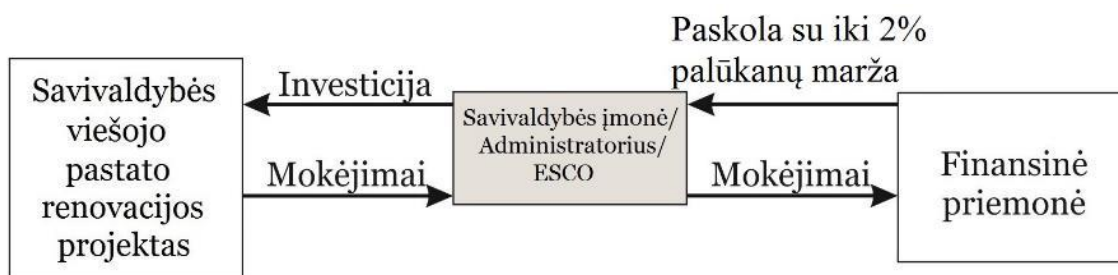 Savivaldybės
viešojo
pastato
renovacijos
projektas
Investicija
Mokėjimai
Savivaldybės įmonė/
Administratorius/
ESCO
Paskola su iki 2%
palūkanų marža
Mokėjimai
Finansinė
priemonė